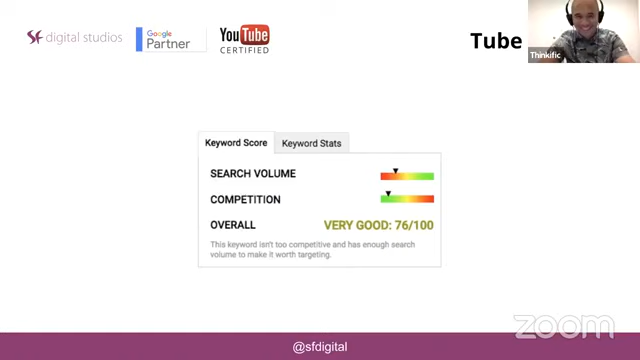 SF digital studios
Google
Partner
YouTube
CERTIFIED
Tube
Thinkific
Keyword Score
Keyword Stats
SEARCH VOLUME
COMPETITION
OVERALL
VERY GOOD: 76/100
This keyword isn't too competitive and has enough search
volume to make it worth targeting.
zoom
@sfdigital